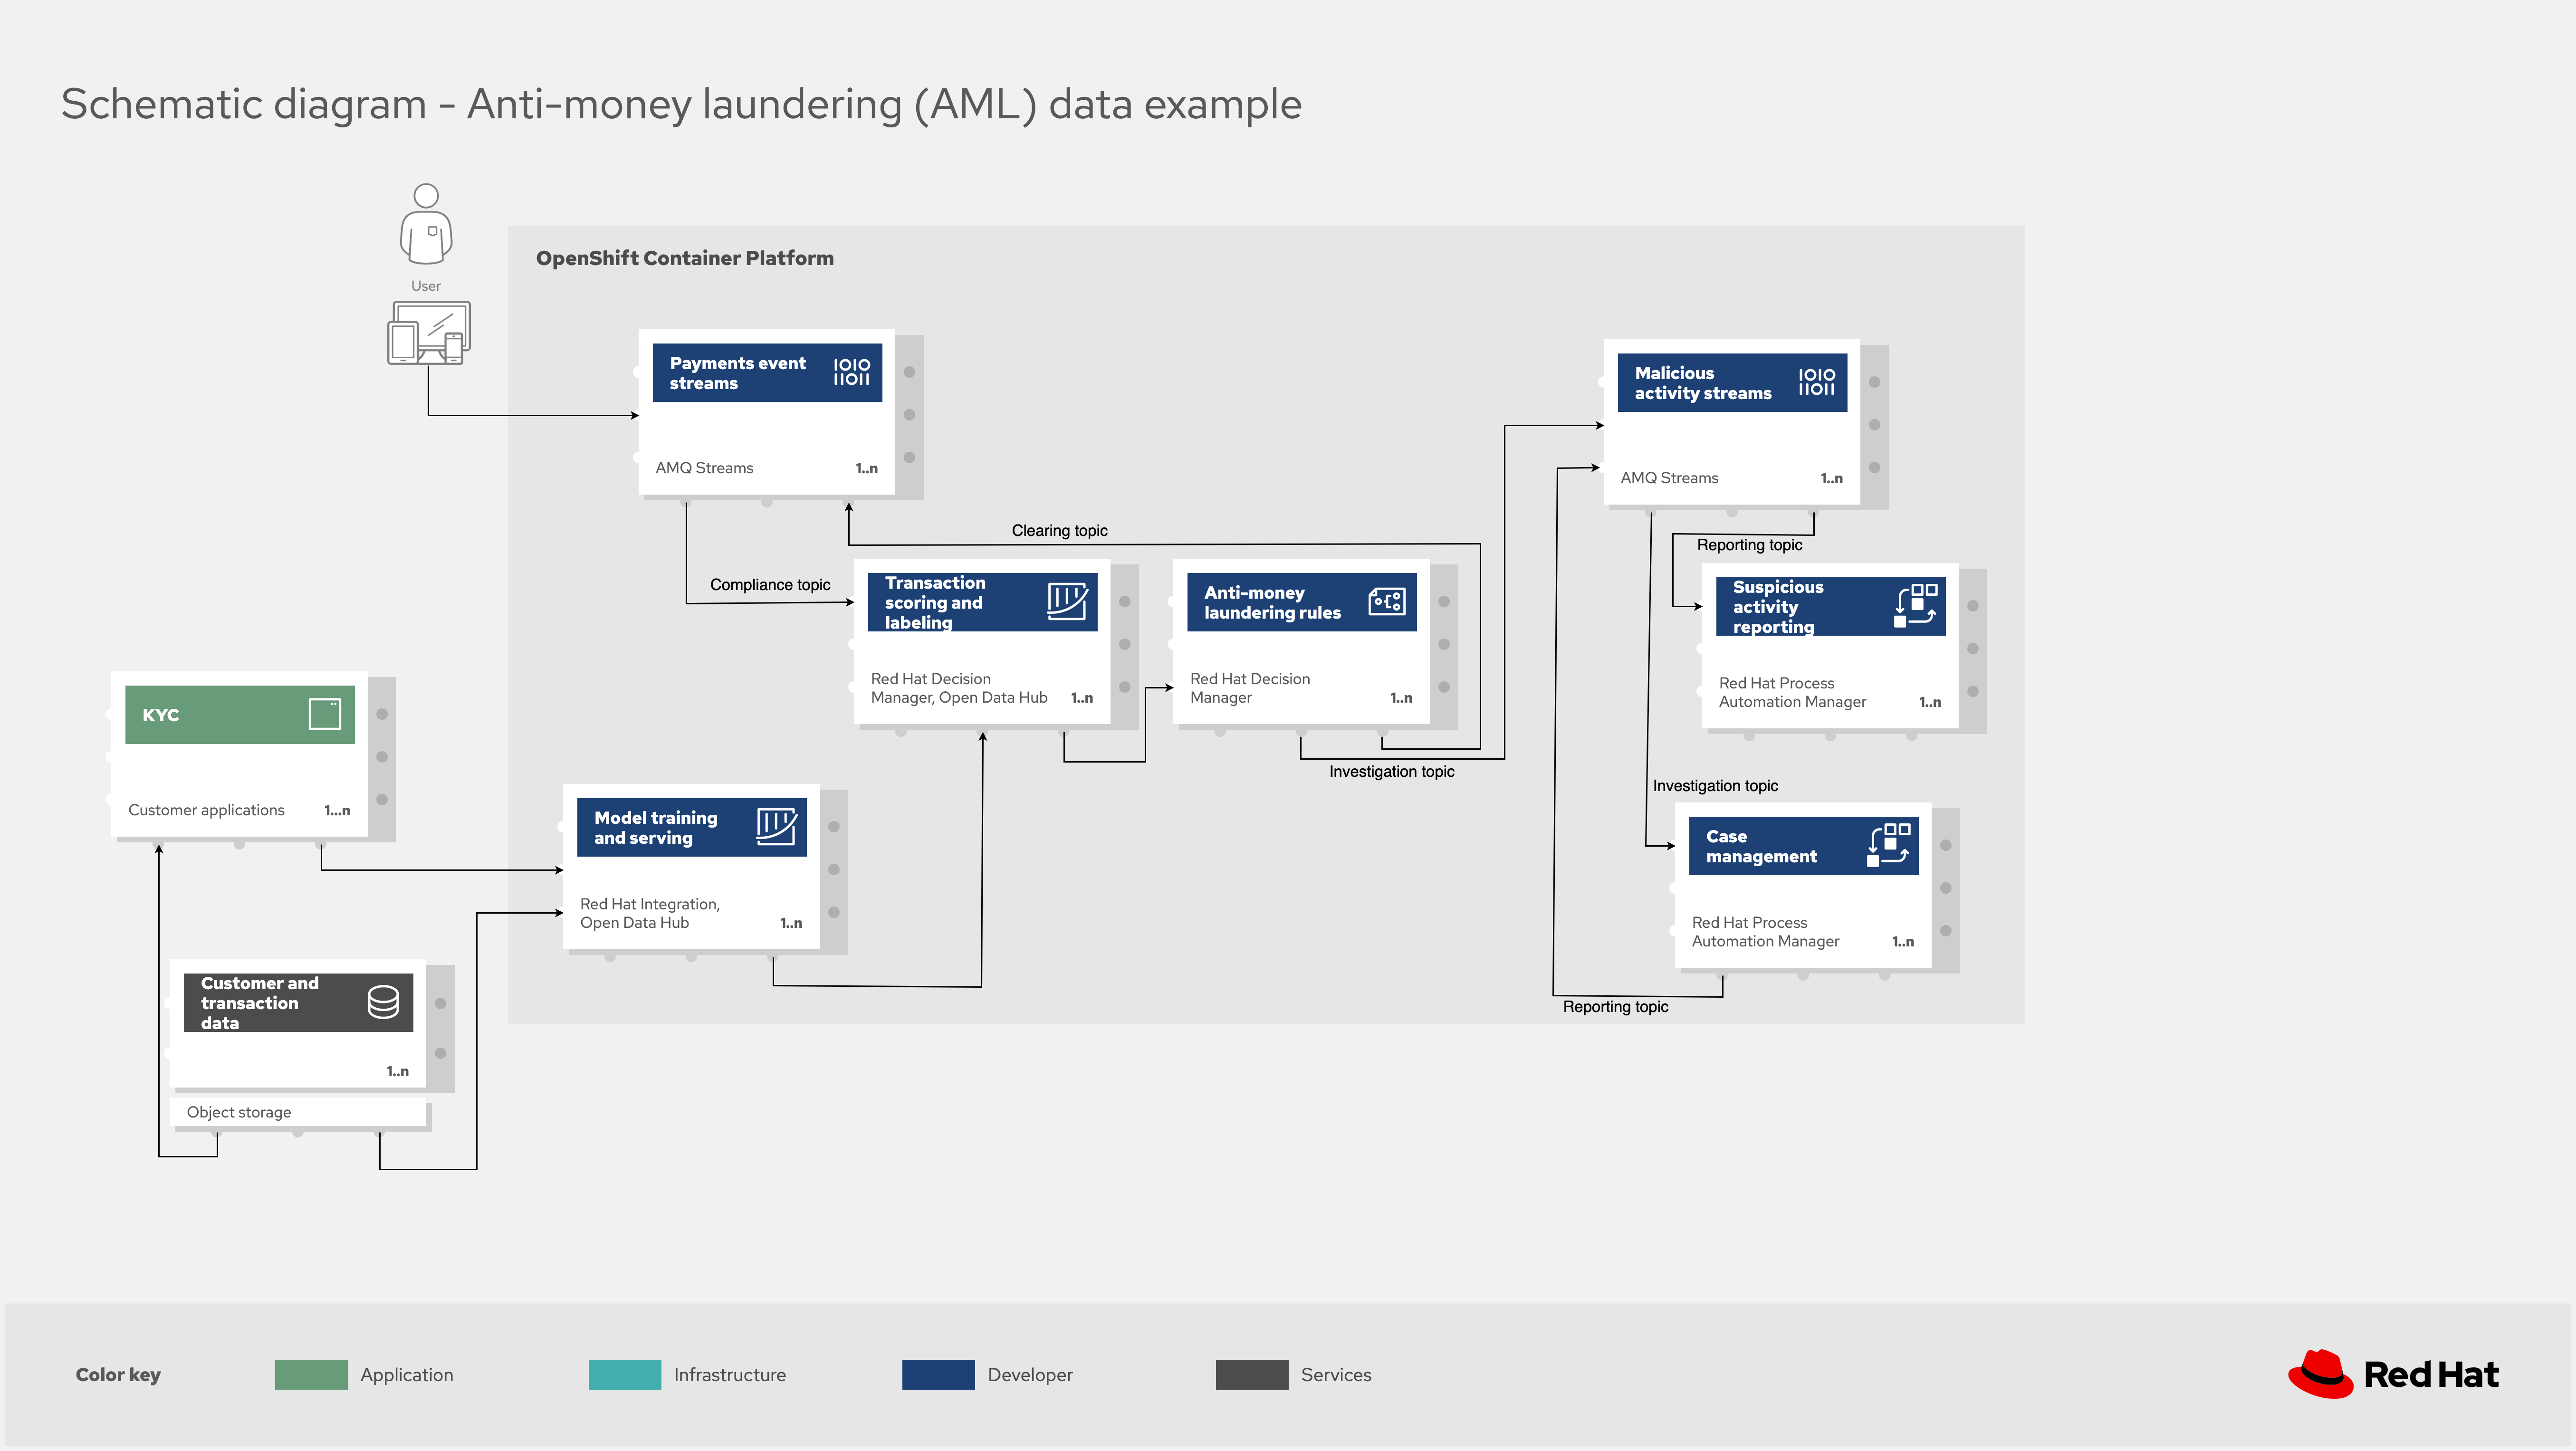 Schematic diagram - Anti-money laundering (AML) data example
User
OpenShift Container Platform
Payments event
streams
1010
11011
AMQ Streams
1..n
Malicious
activity streams
1010
11011
AMQ Streams
1..n
Clearing topic
Reporting topic
Compliance topic
Transaction
scoring and
labeling
Red Hat Decision
Manager, Open Data Hub
1..n
Anti-money
laundering rules
Red Hat Decision
Manager
1..n
Suspicious
activity
reporting
Red Hat Process
Automation Manager
1..n
KYC
Customer applications
1...n
Investigation topic
Investigation topic
Model training
and serving
Red Hat Integration,
Open Data Hub
1..n
Case
management
Red Hat Process
Automation Manager
1..n
Reporting topic
Customer and
transaction
data
1..n
Object storage
Color key
Application
Infrastructure
Developer
Services
Red Hat